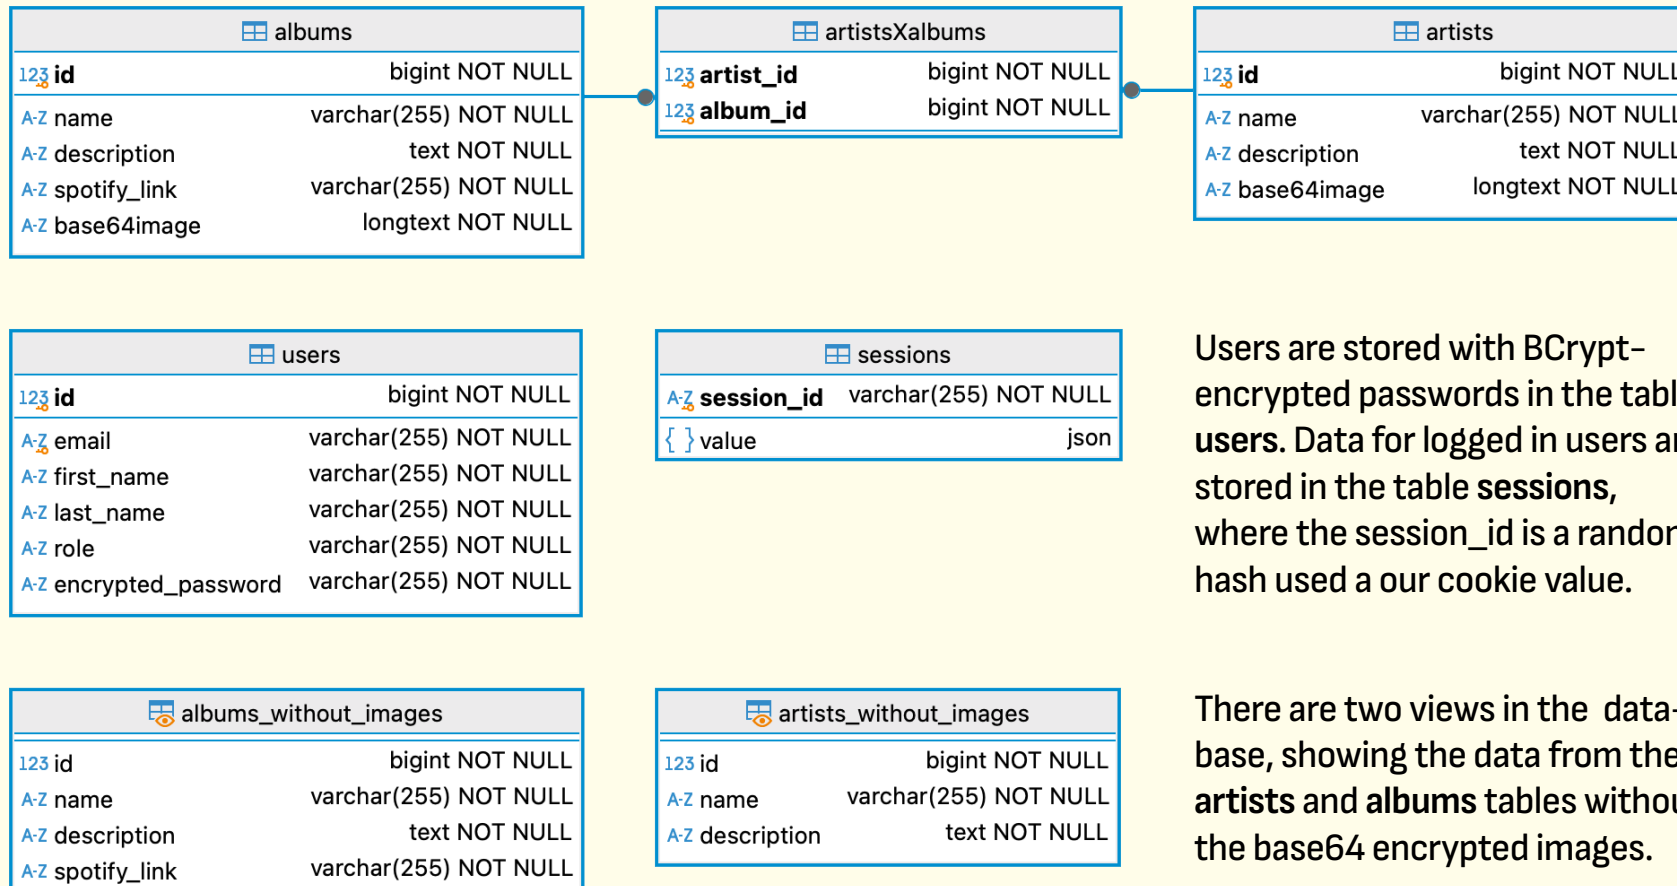 albums
123 id bigint NOT NULL
A-Z name varchar(255) NOT NULL
A-Z description text NOT NULL
A-Z spotify_link varchar(255) NOT NULL
A-Z base64image longtext NOT NULL
artistsXalbums
123 artist_id bigint NOT NULL
123 album_id bigint NOT NULL
artists
123 id bigint NOT NULL
A-Z name varchar(255) NOT NULL
A-Z description text NOT NULL
A-Z base64image longtext NOT NULL
users
123 id bigint NOT NULL
A-Z email varchar(255) NOT NULL
A-Z first_name varchar(255) NOT NULL
A-Z last_name varchar(255) NOT NULL
A-Z role varchar(255) NOT NULL
A-Z encrypted_password varchar(255) NOT NULL
sessions
A-Z session_id varchar(255) NOT NULL
{ } value json
Users are stored with BCrypt-
encrypted passwords in the tabl
users. Data for logged in users ar
stored in the table sessions,
where the session_id is a random
hash used a our cookie value.
albums_without_images
123 id bigint NOT NULL
A-Z name varchar(255) NOT NULL
A-Z description text NOT NULL
A-Z spotify_link varchar(255) NOT NULL
artists_without_images
123 id bigint NOT NULL
A-Z name varchar(255) NOT NULL
A-Z description text NOT NULL
There are two views in the data-
base, showing the data from the
artists and albums tables withou
the base64 encrypted images.